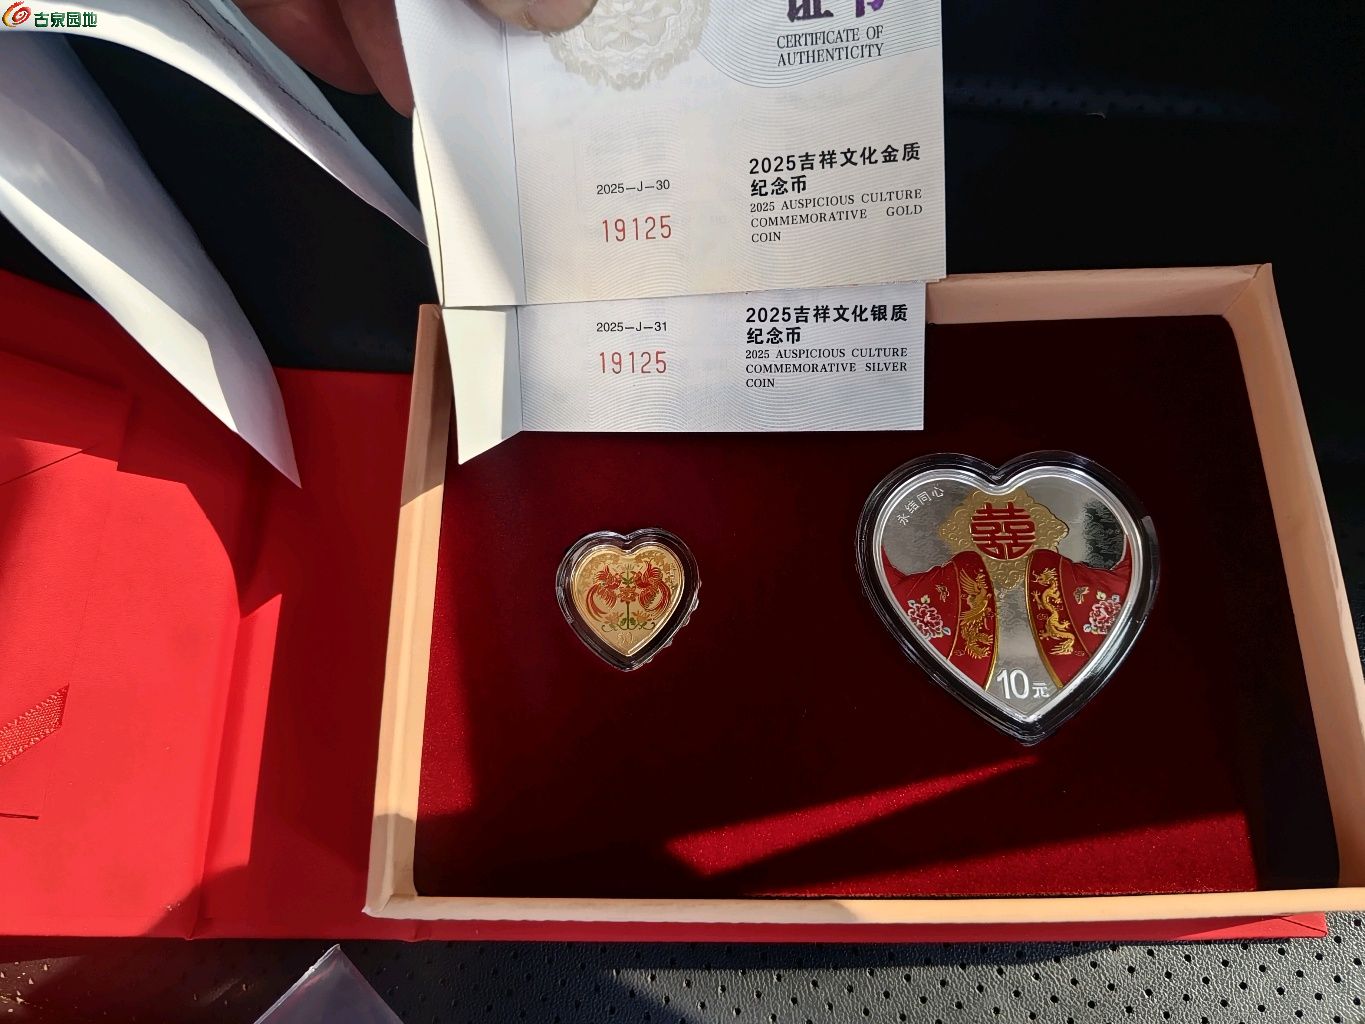 古泉园地
证书
CERTIFICATE OF
AUTHENTICITY
2025-J-30
19125
2025吉祥文化金质
纪念币
2025 AUSPICIOUS CULTURE
COMMEMORATIVE GOLD
COIN
2025-J-31
19125
2025吉祥文化银质
纪念币
2025 AUSPICIOUS CULTURE
COMMEMORATIVE SILVER
COIN
永结同心
囍
10元